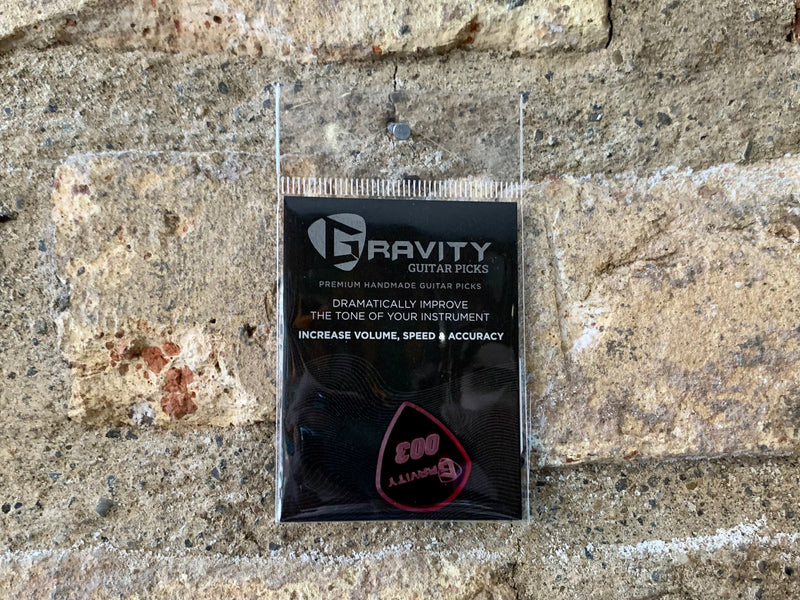 GRAVITY
GUITAR PICKS
PREMIUM HANDMADE GUITAR PICKS
DRAMATICALLY IMPROVE
THE TONE OF YOUR INSTRUMENT
INCREASE VOLUME, SPEED & ACCURACY
003
GRAVITY